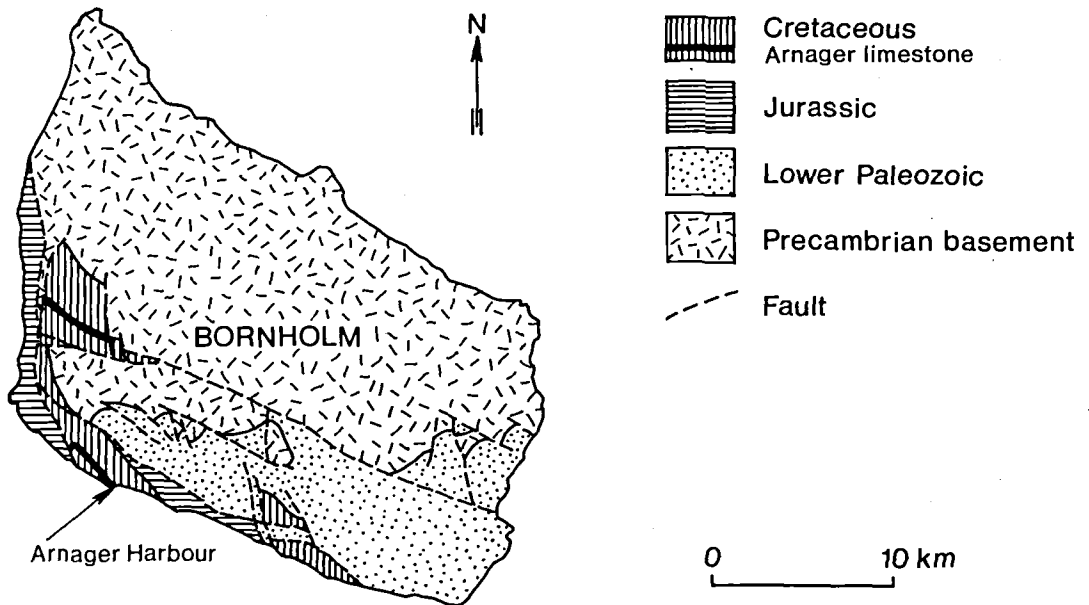 N
Cretaceous
Arnager limestone
Jurassic
Lower Paleozoic
Precambrian basement
Fault
BORNHOLM
Arnager Harbour
0 10 km